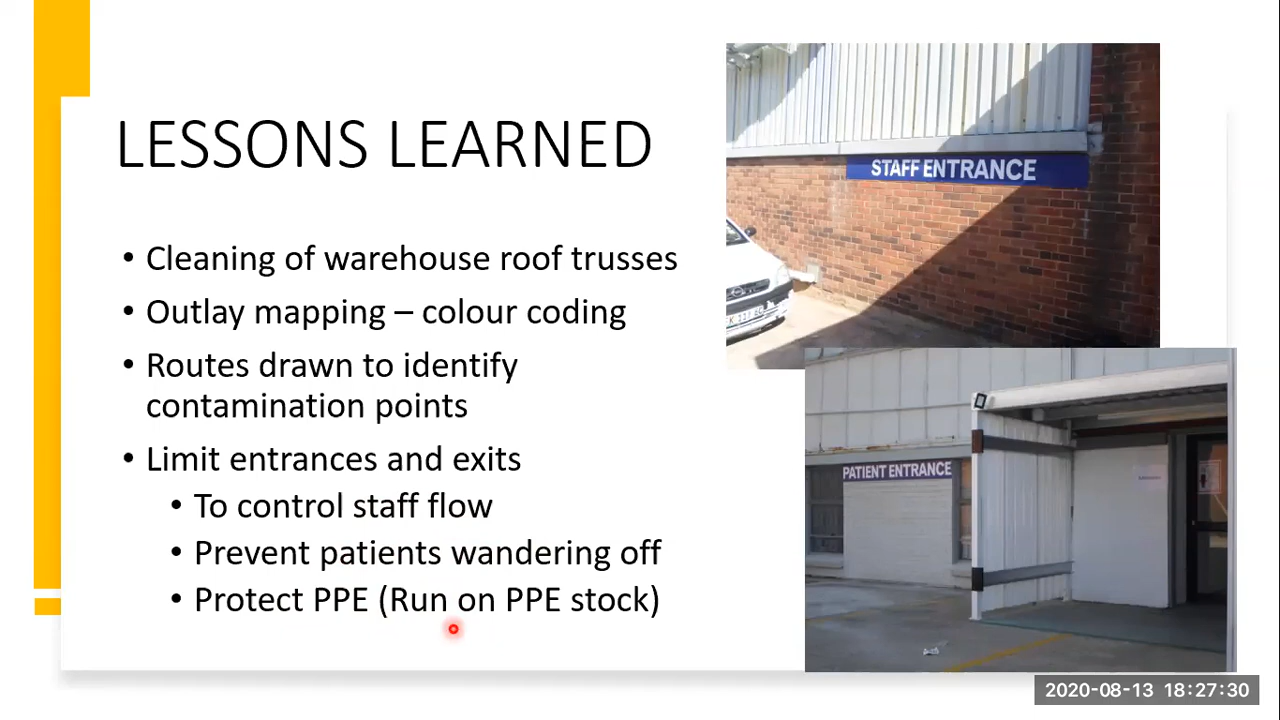 LESSONS LEARNED
• Cleaning of warehouse roof trusses
• Outlay mapping – colour coding
• Routes drawn to identify
contamination points
• Limit entrances and exits
• To control staff flow
• Prevent patients wandering off
• Protect PPE (Run on PPE stock)
STAFF ENTRANCE
PATIENT ENTRANCE
2020-08-13 18:27:30